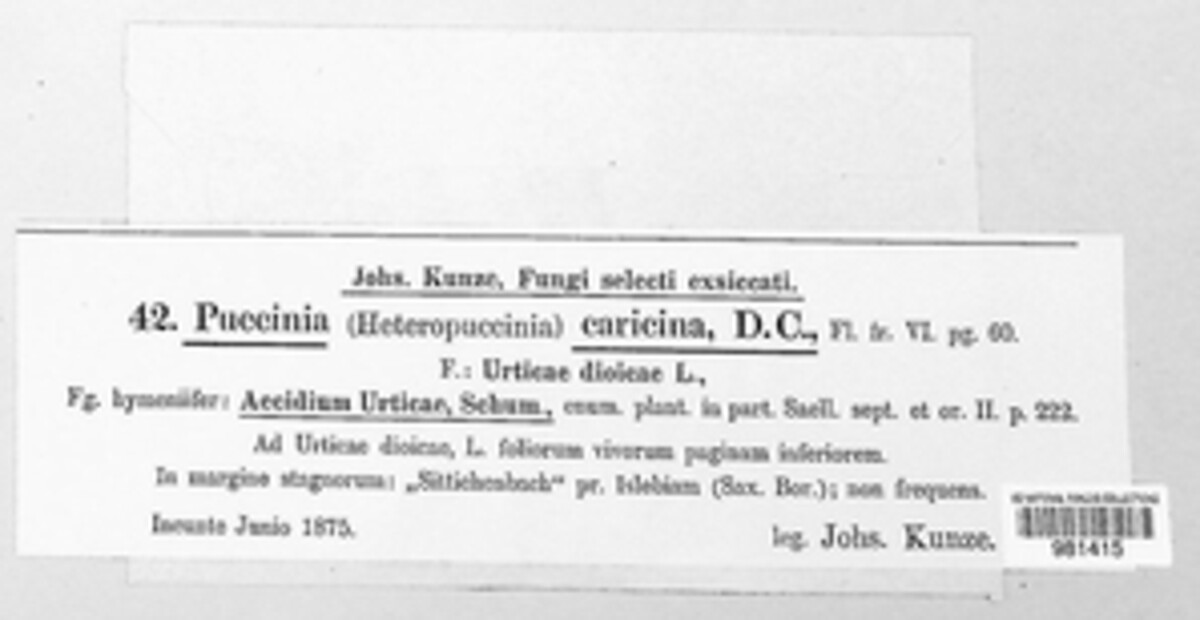 Johs. Kunze, Fungi selecti exsiccati.
42. Puccinia (Heteropuccinia) caricina, D.C., Fl. fr. VI. pg. 60.
F.: Urticae dioicae L.,
Fg. hymeniifer: Aecidium Urticae, Schum., enum. plant. in part. Saell. sept. et or. II. p. 222.
Ad Urticae dioicae, L. foliorum vivorum paginam inferiorem.
In margine stagnorum: „Sittichenbach“ pr. Islebiam (Sax. Bor.); non frequens.
Ineunte Junio 1875.
leg. Johs. Kunze.
981415